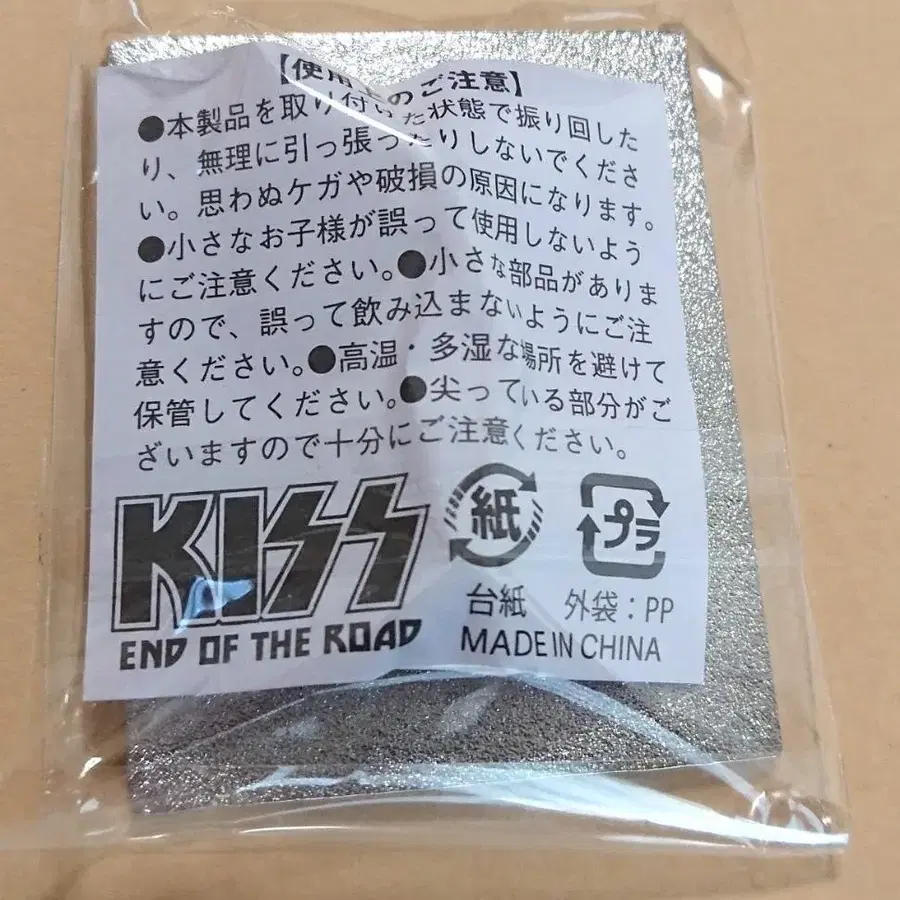 【使用上のご注意】
●本製品を取り付けた状態で振り回した
り、無理に引っ張ったりしないでくださ
い。思わぬケガや破損の原因になります。
●小さなお子様が誤って使用しないよう
にご注意ください。●小さな部品がありま
すので、誤って飲み込まないようにご注
意ください。●高温・多湿な場所を避けて
保管してください。●尖っている部分がご
ざいますので十分にご注意ください。
KISS
END OF THE ROAD
紙
台紙
プラ
外袋：PP
MADE IN CHINA